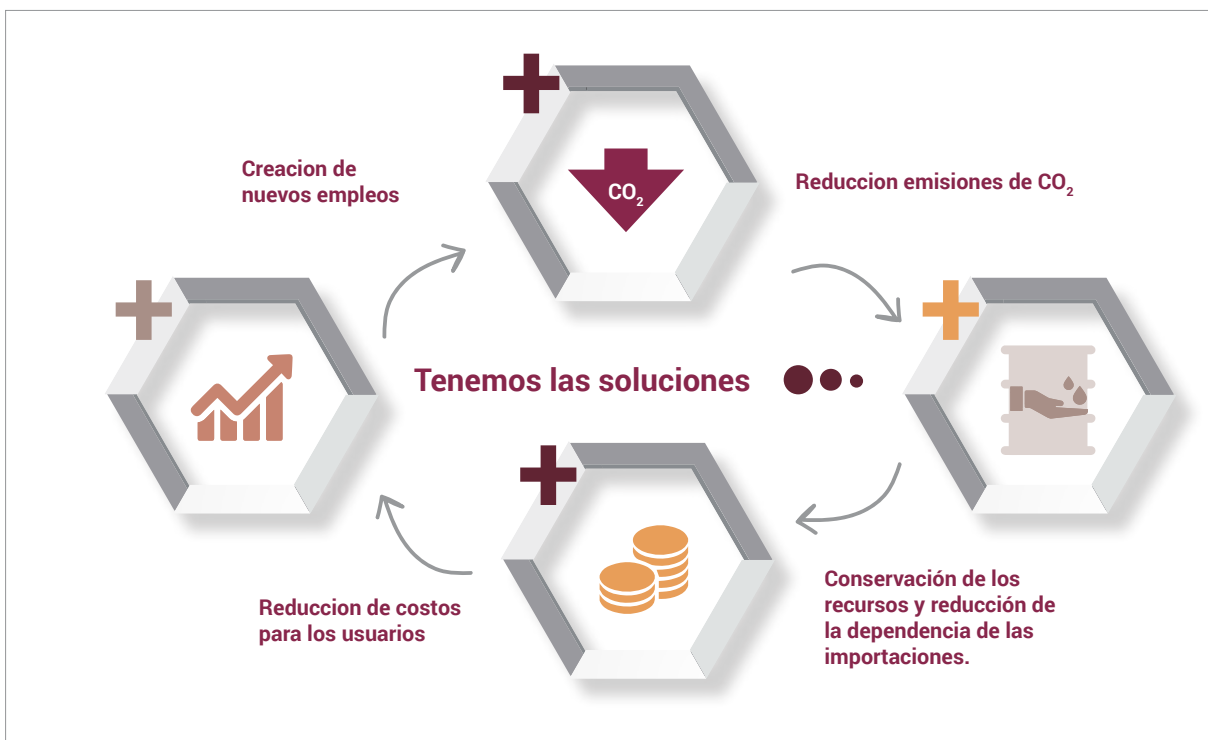 Creacion de
nuevos empleos
CO₂
Reduccion emisiones de CO₂
Tenemos las soluciones
Reduccion de costos
para los usuarios
Conservación de los
recursos y reducción de
la dependencia de las
importaciones.